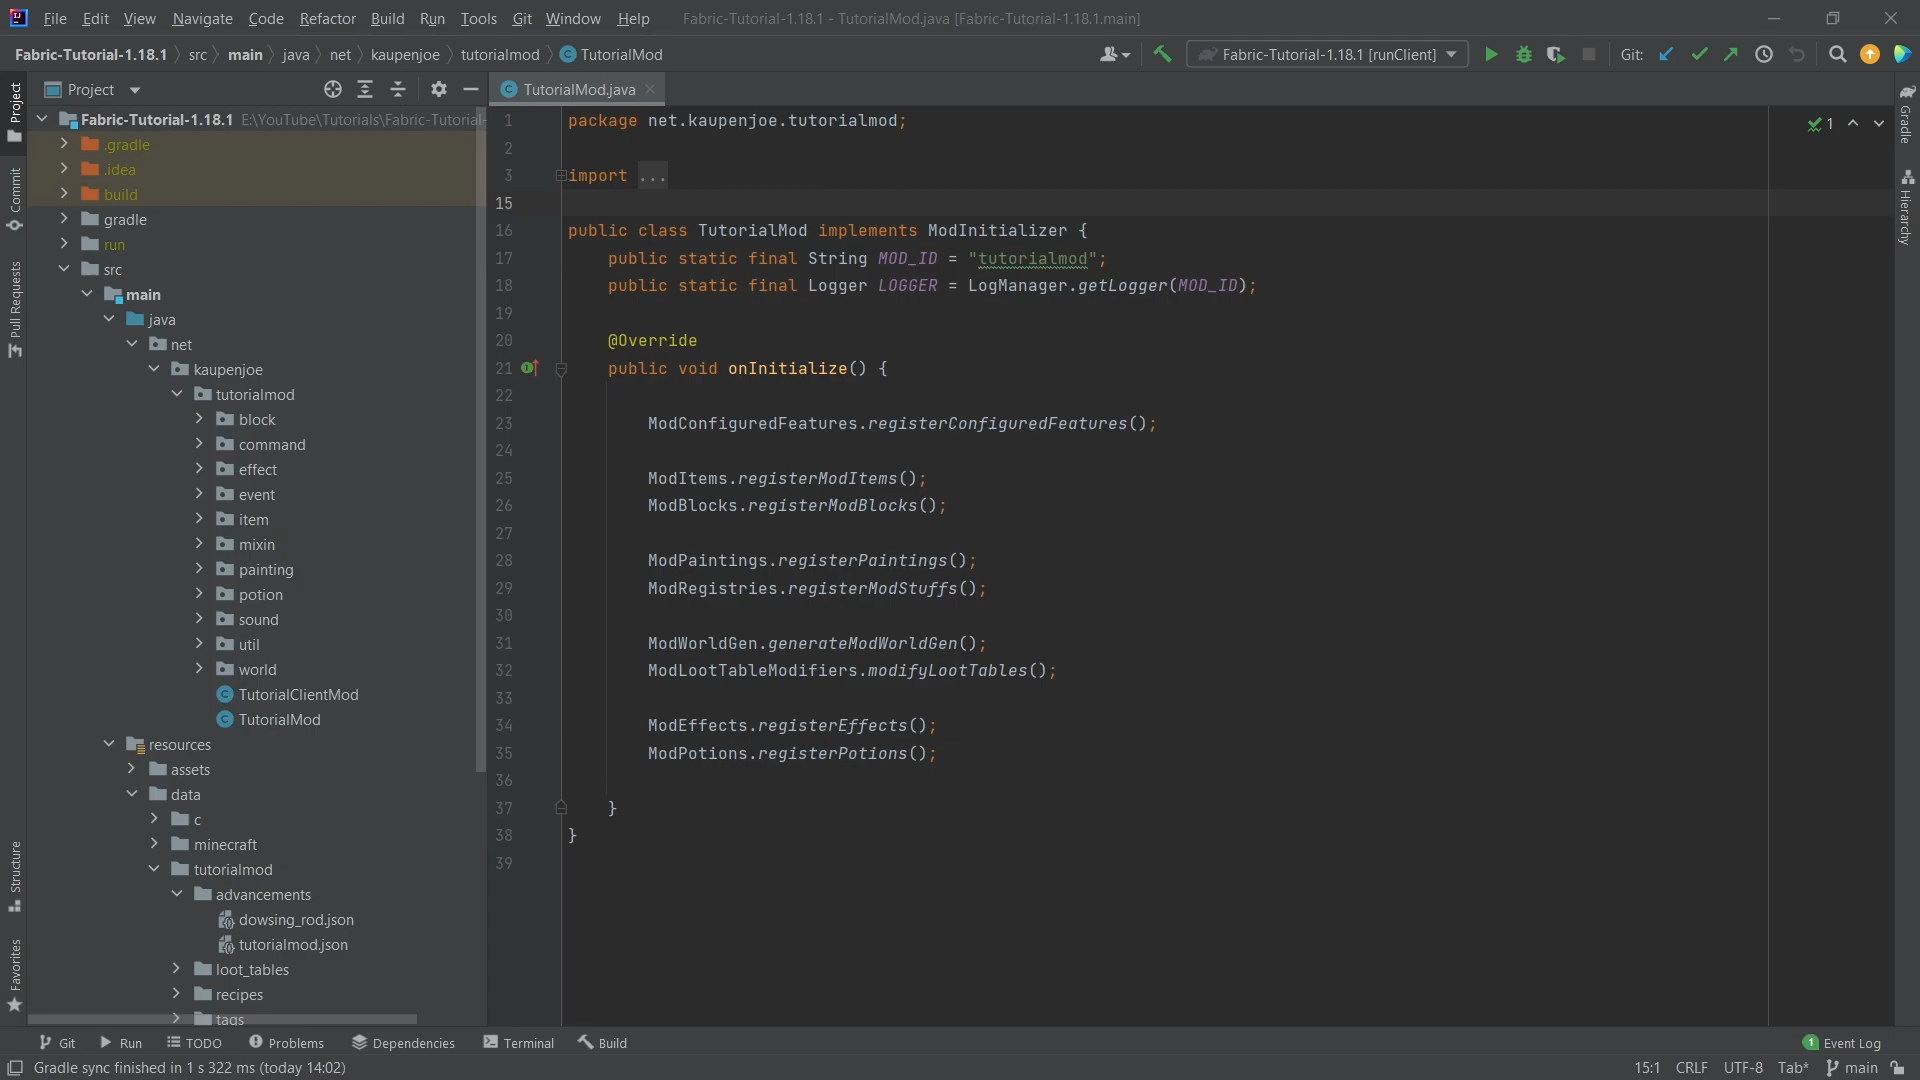 File Edit View Navigate Code Refactor Build Run Tools Git Window Help Fabric-Tutorial-1.18.1 - TutorialMod.java [Fabric-Tutorial-1.18.1.main]
Fabric-Tutorial-1.18.1 src main java net kaupenjoe tutorialmod TutorialMod Fabric-Tutorial-1.18.1 [runClient] Git:
Project
TutorialMod.java
Project
Commit
Pull Requests
Structure
Favorites
Fabric-Tutorial-1.18.1 E:\YouTube\Tutorials\Fabric-Tutorial-
.gradle
.idea
build
gradle
run
src
main
java
net
kaupenjoe
tutorialmod
block
command
effect
event
item
mixin
painting
potion
sound
util
world
TutorialClientMod
TutorialMod
resources
assets
data
c
minecraft
tutorialmod
advancements
dowsing_rod.json
tutorialmod.json
loot_tables
recipes
tags
1 package net.kaupenjoe.tutorialmod;
2
3 import ...
15
16 public class TutorialMod implements ModInitializer {
17 public static final String MOD_ID = "tutorialmod";
18 public static final Logger LOGGER = LogManager.getLogger(MOD_ID);
19
20 @Override
21 public void onInitialize() {
22
23 ModConfiguredFeatures.registerConfiguredFeatures();
24
25 ModItems.registerModItems();
26 ModBlocks.registerModBlocks();
27
28 ModPaintings.registerPaintings();
29 ModRegistries.registerModStuffs();
30
31 ModWorldGen.generateModWorldGen();
32 ModLootTableModifiers.modifyLootTables();
33
34 ModEffects.registerEffects();
35 ModPotions.registerPotions();
36
37 }
38 }
39
1
Gradle
Hierarchy
Git Run TODO Problems Dependencies Terminal Build 1 Event Log
Gradle sync finished in 1 s 322 ms (today 14:02) 15:1 CRLF UTF-8 Tab* main